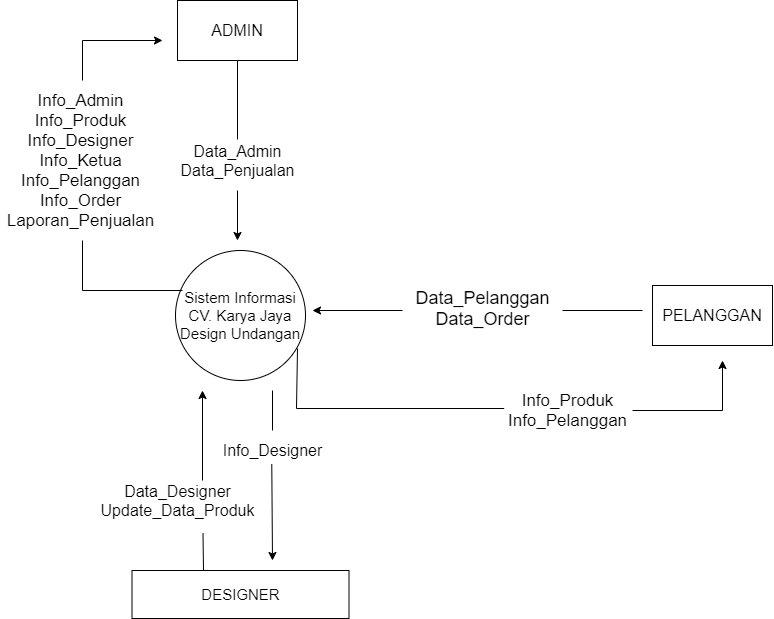 ADMIN
Info_Admin
Info_Produk
Info_Designer
Info_Ketua
Info_Pelanggan
Info_Order
Laporan_Penjualan
Data_Admin
Data_Penjualan
Sistem Informasi
CV. Karya Jaya
Design Undangan
Data_Pelanggan
Data_Order
PELANGGAN
Info_Produk
Info_Pelanggan
Info_Designer
Data_Designer
Update_Data_Produk
DESIGNER